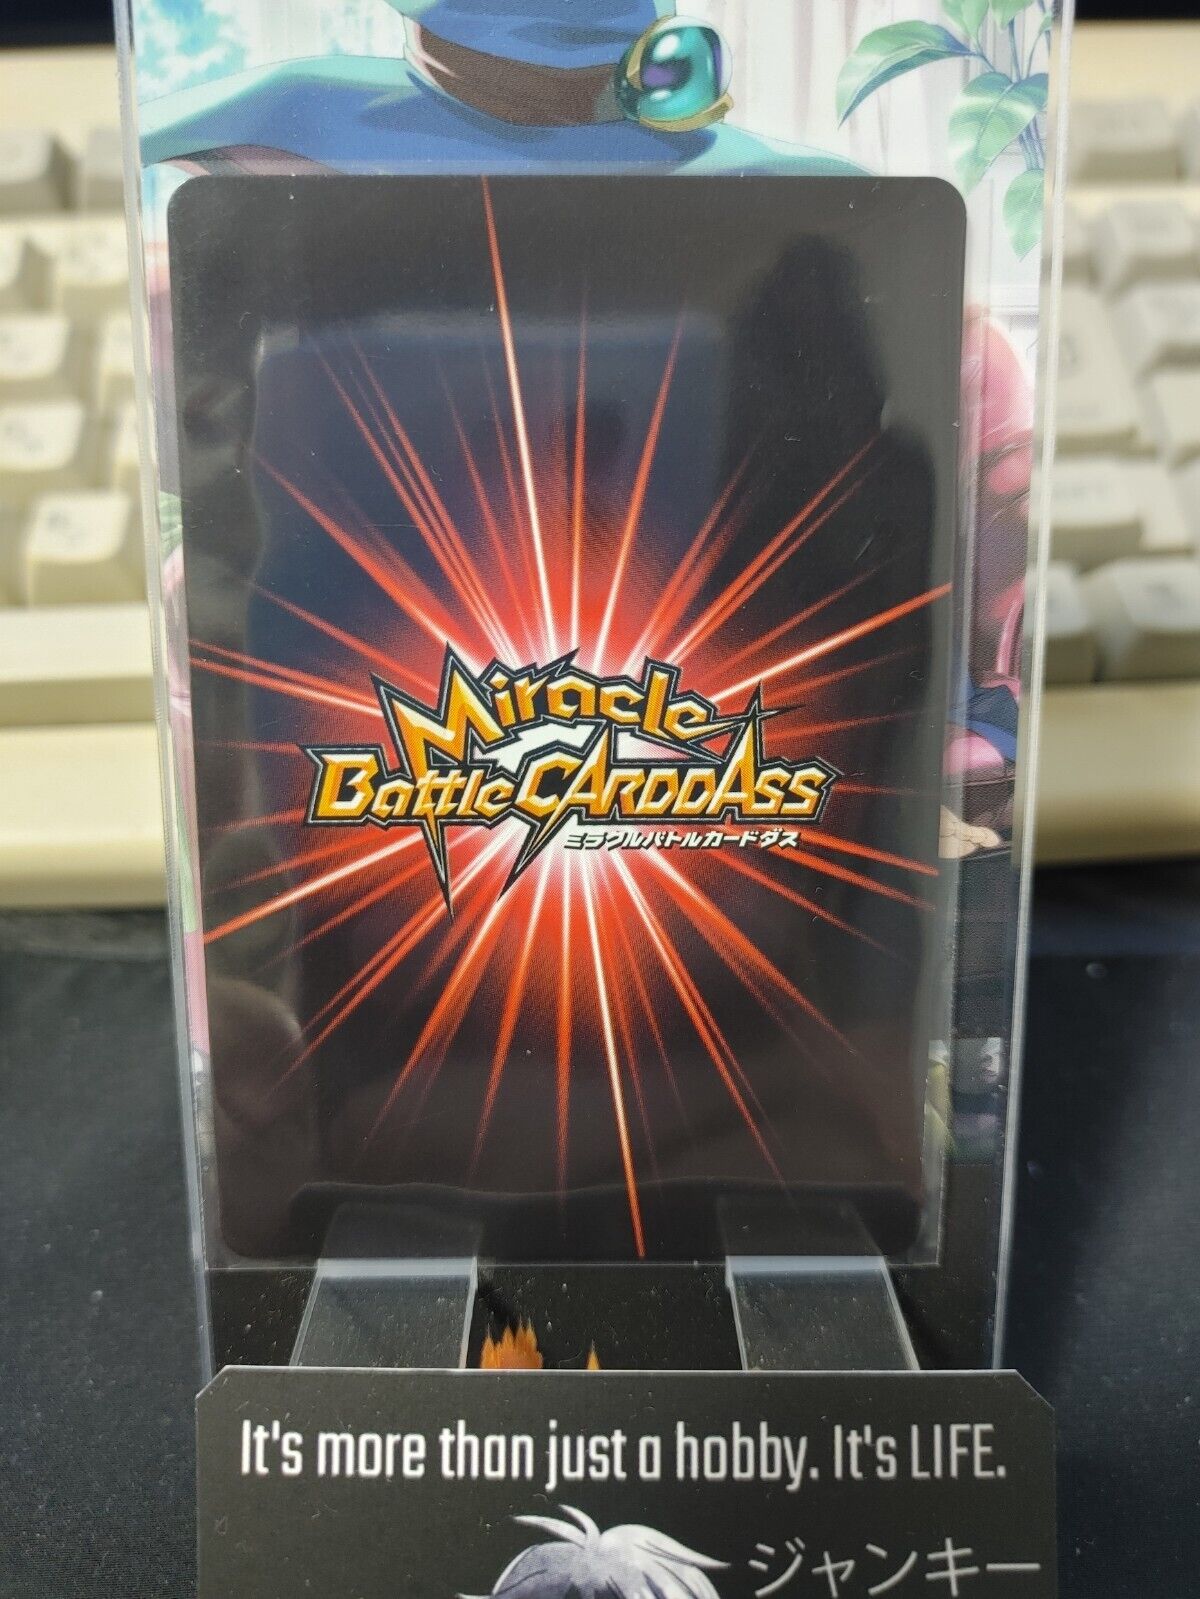 Miracle
Battle CARDDASS
ミラクルバトルカードダス
It's more than just a hobby. It's LIFE.
ジャンキー